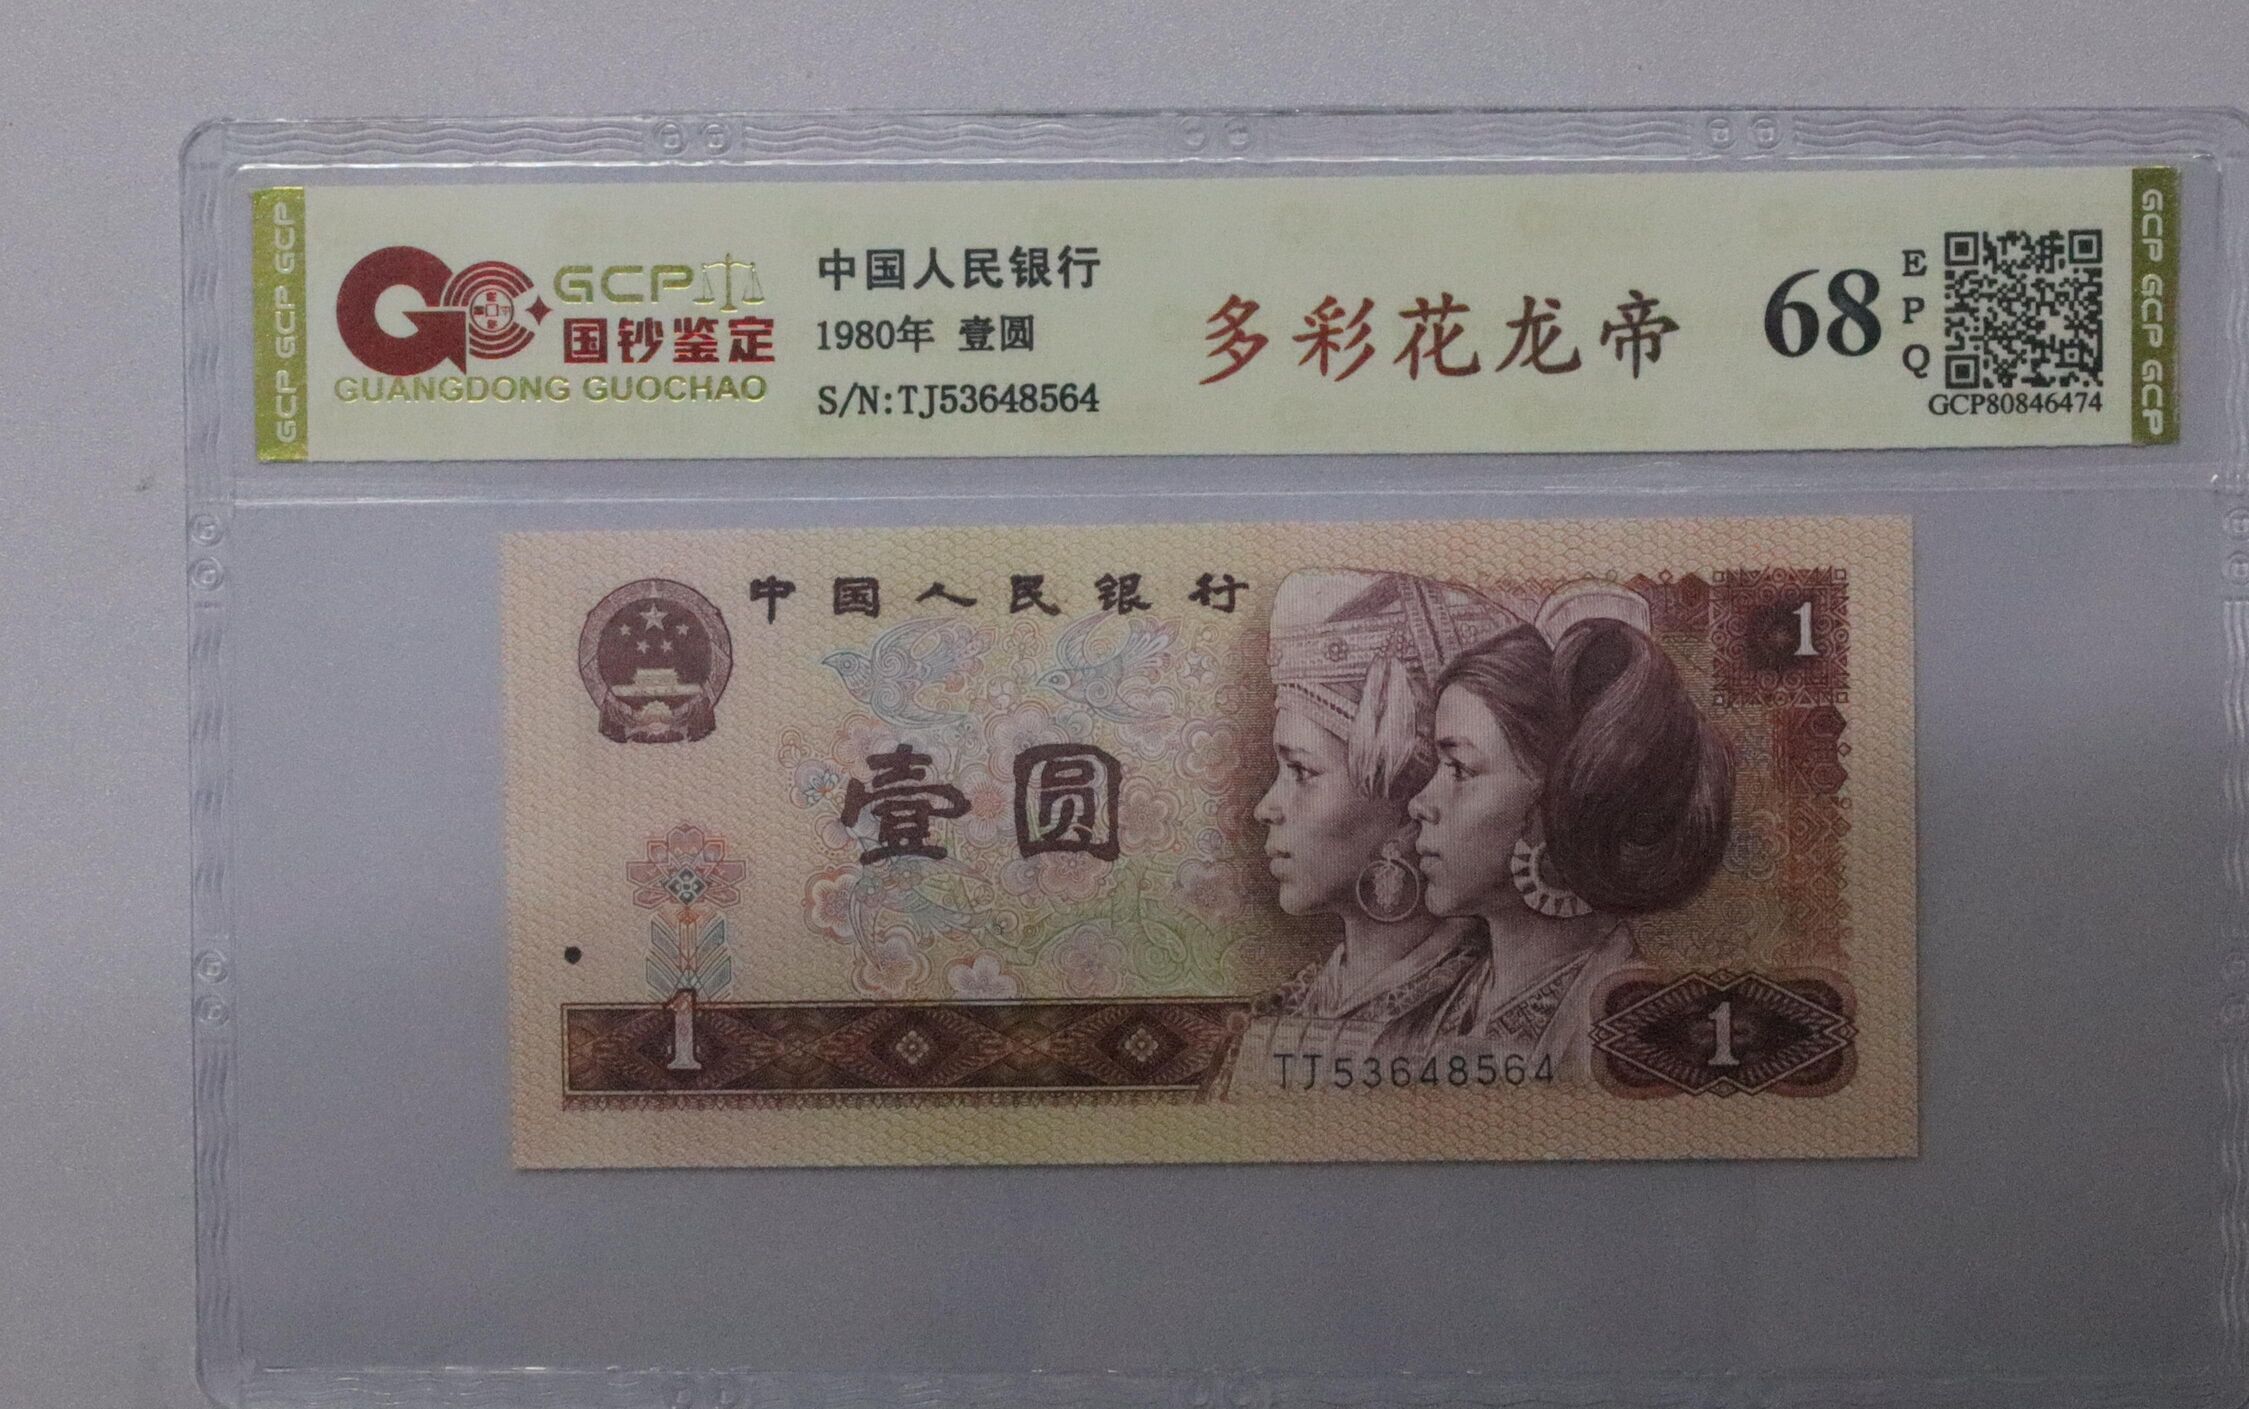 GCP GCP GCP
GCP
国钞鉴定
GUANGDONG GUOCHAO
中国人民银行
1980年 壹圆
S/N:TJ53648564
多彩花龙帝
68
E
P
Q
GCP80846474
GCP GCP GCP
中国人民银行
1
壹圆
1
TJ53648564
1